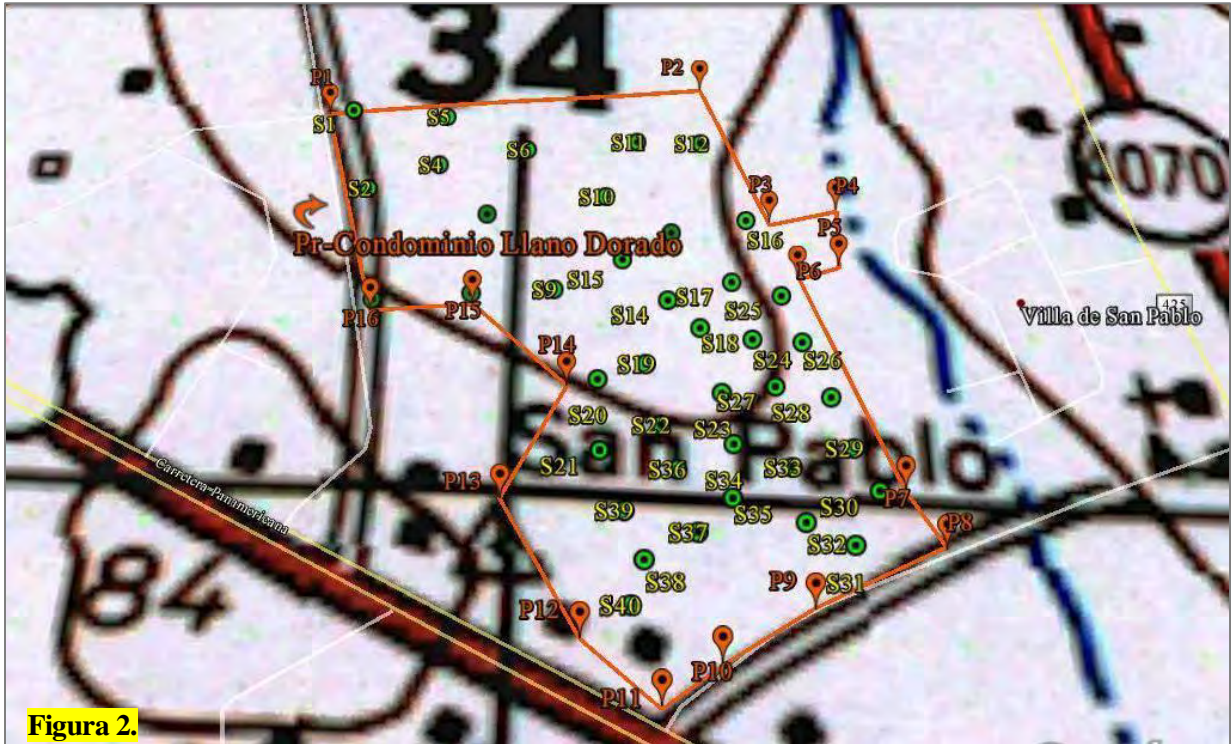 34
P1
P2
S1
S5
S6
S11
S12
S4
4070
S2
S10
P3
P4
S16
P5
Pr-Condominio Llano Dorado
P6
S15
S9
S17
P15
S25
P16
S14
Villa de San Pablo
425
S18
P14
S24
S26
S19
S27
S28
S20
San Pablo
S22
S23
S29
S21
S36
S33
P13
P7
Carretera Panamericana
S34
S39
S35
S30
P8
S37
S32
84
S38
P9
S31
P12
S40
P10
P11
Figura 2.